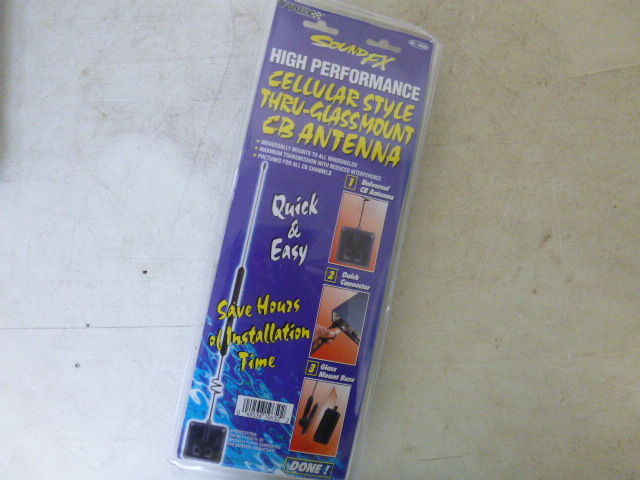 SOUND FX
HIGH PERFORMANCE
CELLULAR STYLE
THRU-GLASS MOUNT
CB ANTENNA
• UNIVERSALLY MOUNTS TO ALL WINDSHIELDS
• MAXIMUM TRANSMISSION WITH REDUCED INTERFERENCE
• PRETUNED FOR ALL CB CHANNELS
1 Universal
CB Antenna
Quick
&
Easy
2 Quick
Connector
Save Hours
of Installation
Time
3 Glass
Mount Base
DONE!